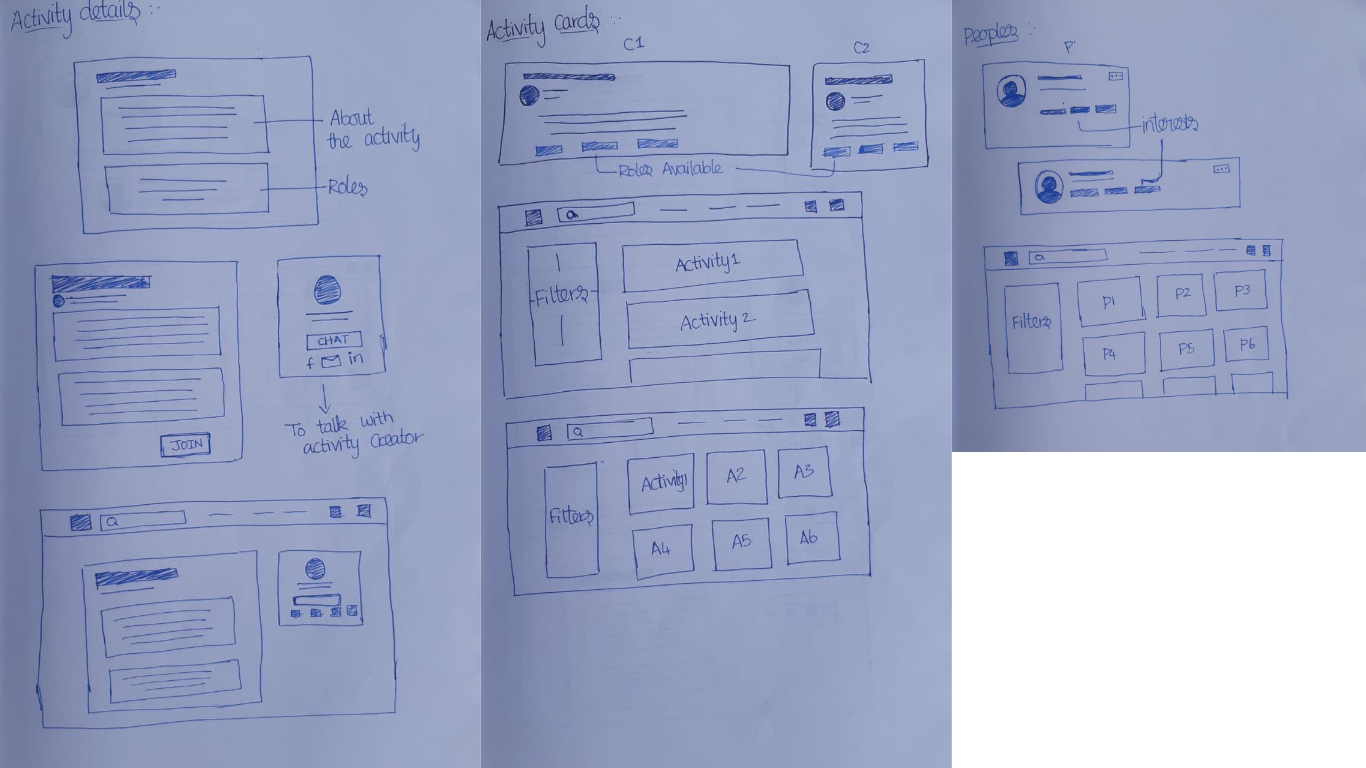 Activity details :-
About
the activity
Roles
CHAT
f in
To talk with
activity Creator
JOIN
Activity Cards :-
C1
C2
Roles Available
Filters
Activity1
Activity 2
Filters
Activity1
A2
A3
A4
A5
A6
Peoples :-
P
interests
Filters
P1
P2
P3
P4
P5
P6